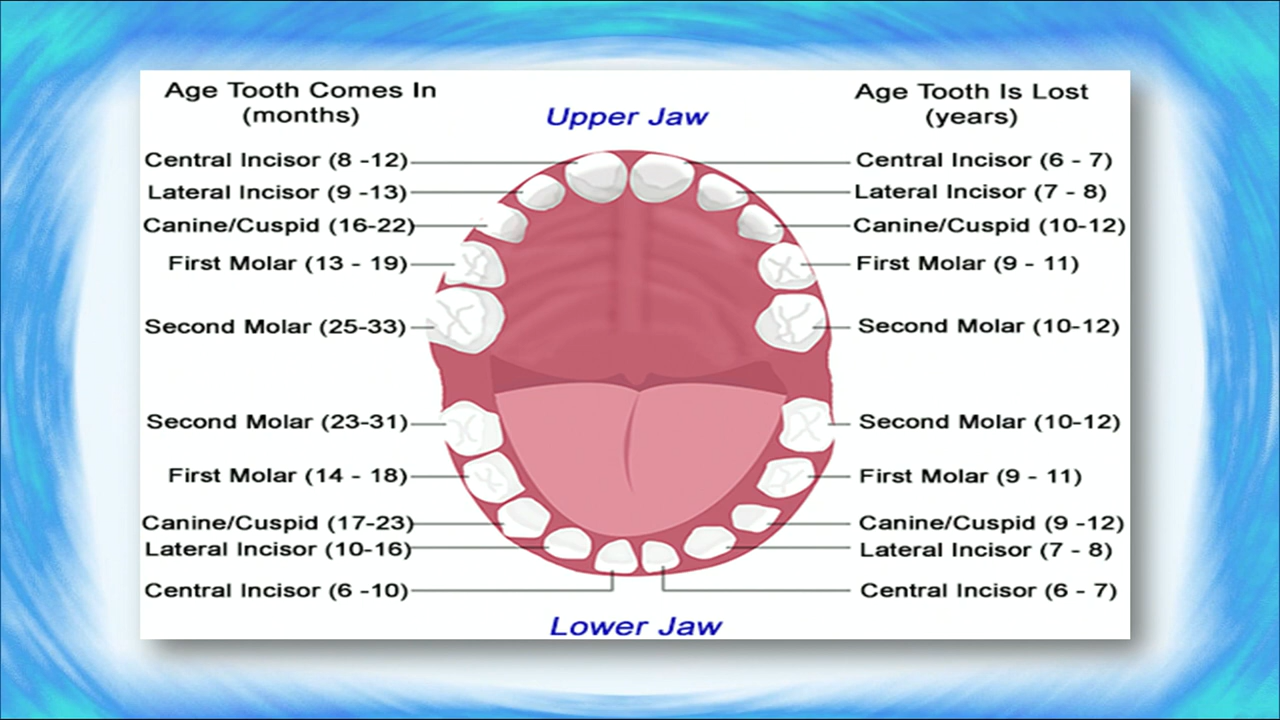 Age Tooth Comes In
(months)
Upper Jaw
Age Tooth Is Lost
(years)
Central Incisor (8 -12)
Central Incisor (6 - 7)
Lateral Incisor (9 -13)
Lateral Incisor (7 - 8)
Canine/Cuspid (16-22)
Canine/Cuspid (10-12)
First Molar (13 - 19)
First Molar (9 - 11)
Second Molar (25-33)
Second Molar (10-12)
Second Molar (23-31)
Second Molar (10-12)
First Molar (14 - 18)
First Molar (9 - 11)
Canine/Cuspid (17-23)
Canine/Cuspid (9 -12)
Lateral Incisor (10-16)
Lateral Incisor (7 - 8)
Central Incisor (6 -10)
Central Incisor (6 - 7)
Lower Jaw